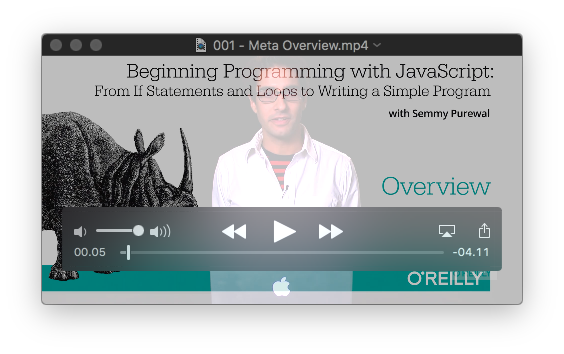 001 - Meta Overview.mp4
Beginning Programming with JavaScript:
From If Statements and Loops to Writing a Simple Program
with Semmy Purewal
Overview
00.05
-04.11
O'REILLY